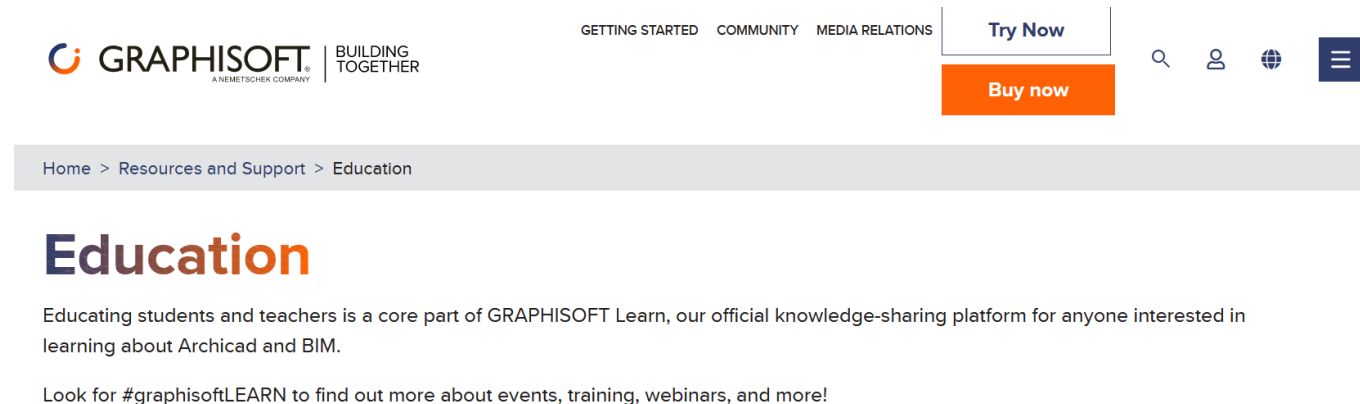 GETTING STARTED COMMUNITY MEDIA RELATIONS
Try Now
GRAPHISOFT®
A NEMETSCHEK COMPANY
BUILDING
TOGETHER
Buy now
Home > Resources and Support > Education
Education
Educating students and teachers is a core part of GRAPHISOFT Learn, our official knowledge-sharing platform for anyone interested in
learning about Archicad and BIM.
Look for #graphisoftLEARN to find out more about events, training, webinars, and more!